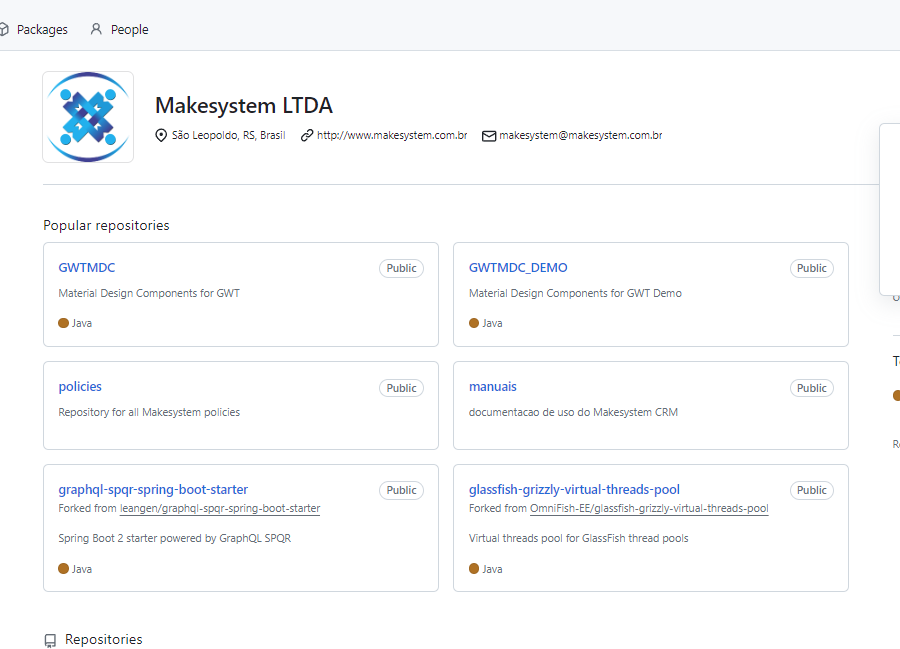 Packages People
Makesystem LTDA
São Leopoldo, RS, Brasil http://www.makesystem.com.br makesystem@makesystem.com.br
Popular repositories
GWTMDC Public
Material Design Components for GWT
Java
GWTMDC_DEMO Public
Material Design Components for GWT Demo
Java
policies Public
Repository for all Makesystem policies
manuais Public
documentacao de uso do Makesystem CRM
graphql-spqr-spring-boot-starter Public
Forked from leangen/graphql-spqr-spring-boot-starter
Spring Boot 2 starter powered by GraphQL SPQR
Java
glassfish-grizzly-virtual-threads-pool Public
Forked from OmniFish-EE/glassfish-grizzly-virtual-threads-pool
Virtual threads pool for GlassFish thread pools
Java
Repositories